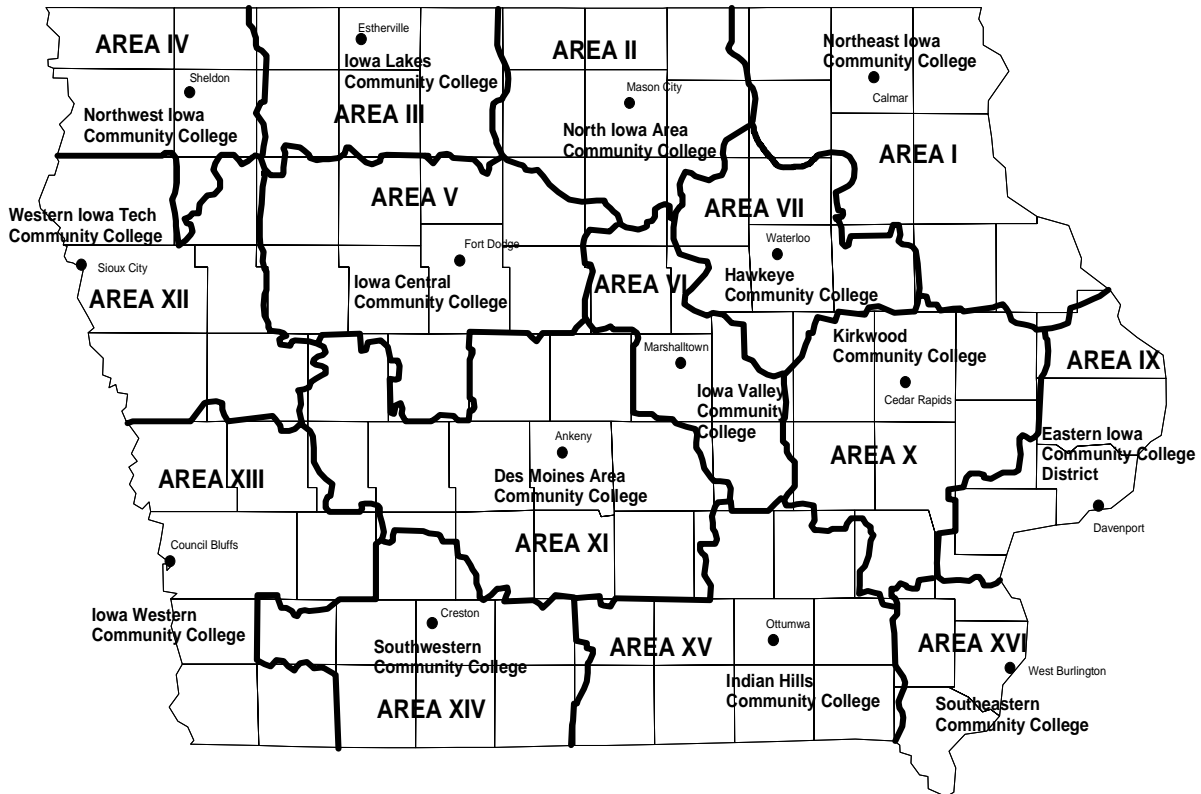 AREA IV
Estherville
Iowa Lakes
Community College
AREA II
Northeast Iowa
Community College
Sheldon
Mason City
Calmar
Northwest Iowa
Community College
AREA III
North Iowa Area
Community College
AREA I
AREA V
AREA VII
Western Iowa Tech
Community College
Fort Dodge
Waterloo
Sioux City
AREA XII
Iowa Central
Community College
AREA VI
Hawkeye
Community College
Marshalltown
Kirkwood
Community College
AREA IX
Iowa Valley
Community
College
Cedar Rapids
Ankeny
Eastern Iowa
Community College
District
AREA XIII
Des Moines Area
Community College
AREA X
Davenport
Council Bluffs
AREA XI
Iowa Western
Community College
Creston
Southwestern
Community College
Ottumwa
AREA XV
AREA XVI
West Burlington
Indian Hills
Community College
AREA XIV
Southeastern
Community College